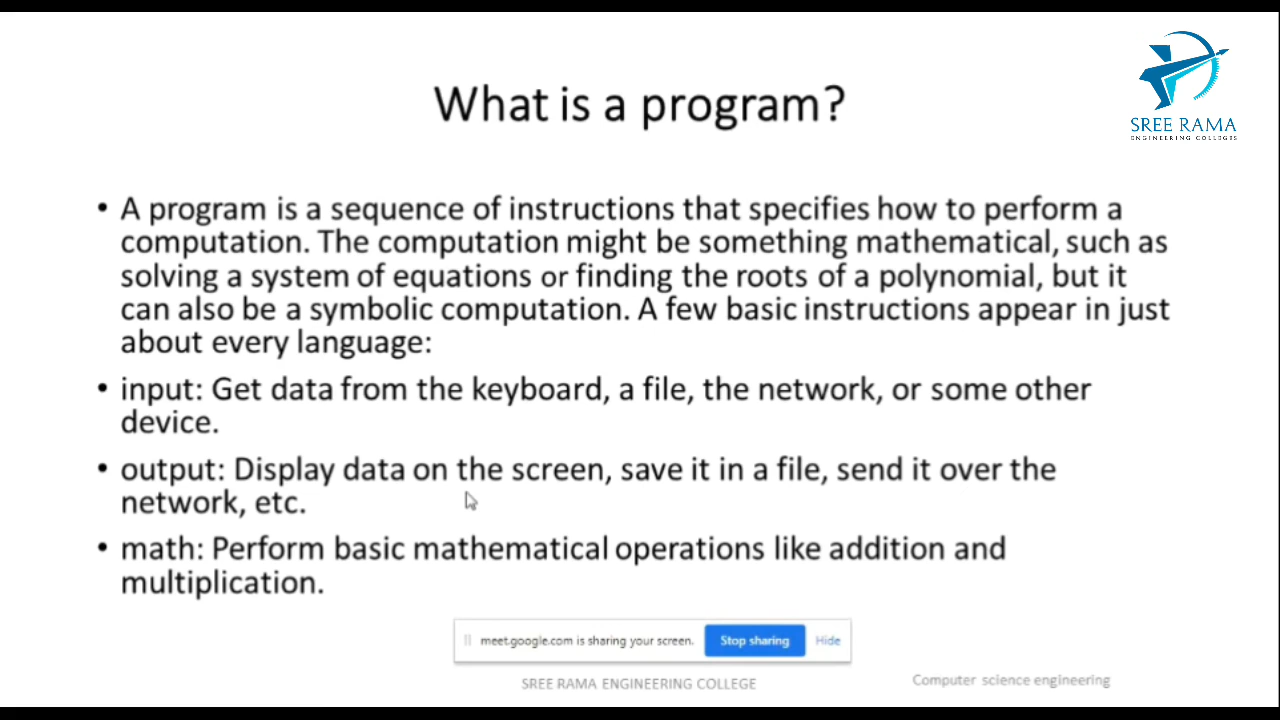 SREE RAMA
ENGINEERING COLLEGES
What is a program?
• A program is a sequence of instructions that specifies how to perform a
computation. The computation might be something mathematical, such as
solving a system of equations or finding the roots of a polynomial, but it
can also be a symbolic computation. A few basic instructions appear in just
about every language:
• input: Get data from the keyboard, a file, the network, or some other
device.
• output: Display data on the screen, save it in a file, send it over the
network, etc.
• math: Perform basic mathematical operations like addition and
multiplication.
meet.google.com is sharing your screen. Stop sharing Hide
SREE RAMA ENGINEERING COLLEGE
Computer science engineering